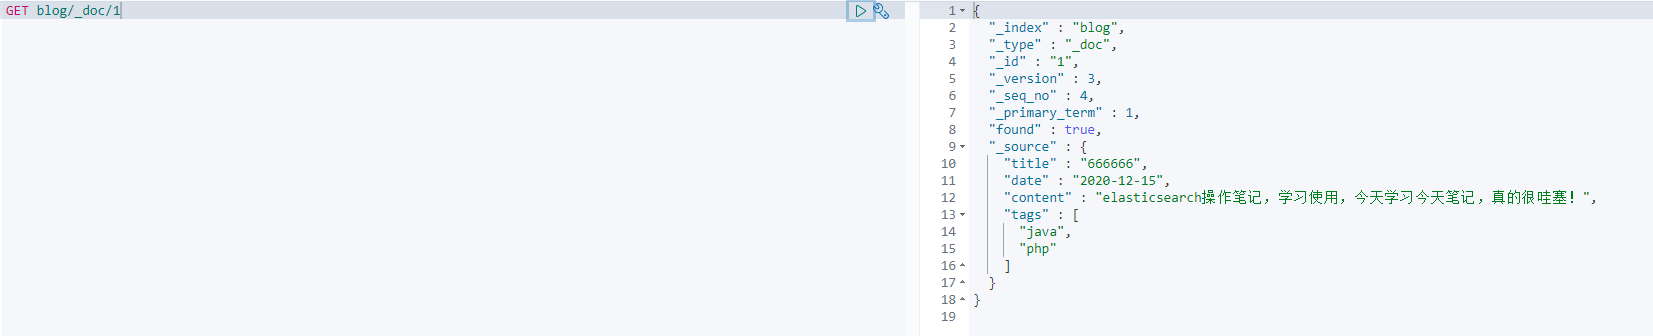 GET blog/_doc/1
1 {
2 "_index" : "blog",
3 "_type" : "_doc",
4 "_id" : "1",
5 "_version" : 3,
6 "_seq_no" : 4,
7 "_primary_term" : 1,
8 "found" : true,
9 "_source" : {
10 "title" : "666666",
11 "date" : "2020-12-15",
12 "content" : "elasticsearch操作笔记，学习使用，今天学习今天笔记，真的很哇塞！",
13 "tags" : [
14 "java",
15 "php"
16 ]
17 }
18 }
19